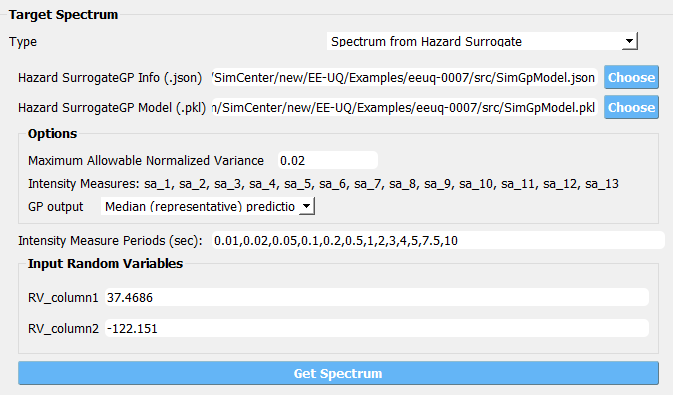 Target Spectrum
Type Spectrum from Hazard Surrogate
Hazard SurrogateGP Info (.json) /SimCenter/new/EE-UQ/Examples/eeuq-0007/src/SimGpModel.json Choose
Hazard SurrogateGP Model (.pkl) n/SimCenter/new/EE-UQ/Examples/eeuq-0007/src/SimGpModel.pkl Choose
Options
Maximum Allowable Normalized Variance 0.02
Intensity Measures: sa_1, sa_2, sa_3, sa_4, sa_5, sa_6, sa_7, sa_8, sa_9, sa_10, sa_11, sa_12, sa_13
GP output Median (representative) predictio
Intensity Measure Periods (sec): 0.01,0.02,0.05,0.1,0.2,0.5,1,2,3,4,5,7.5,10
Input Random Variables
RV_column1 37.4686
RV_column2 -122.151
Get Spectrum